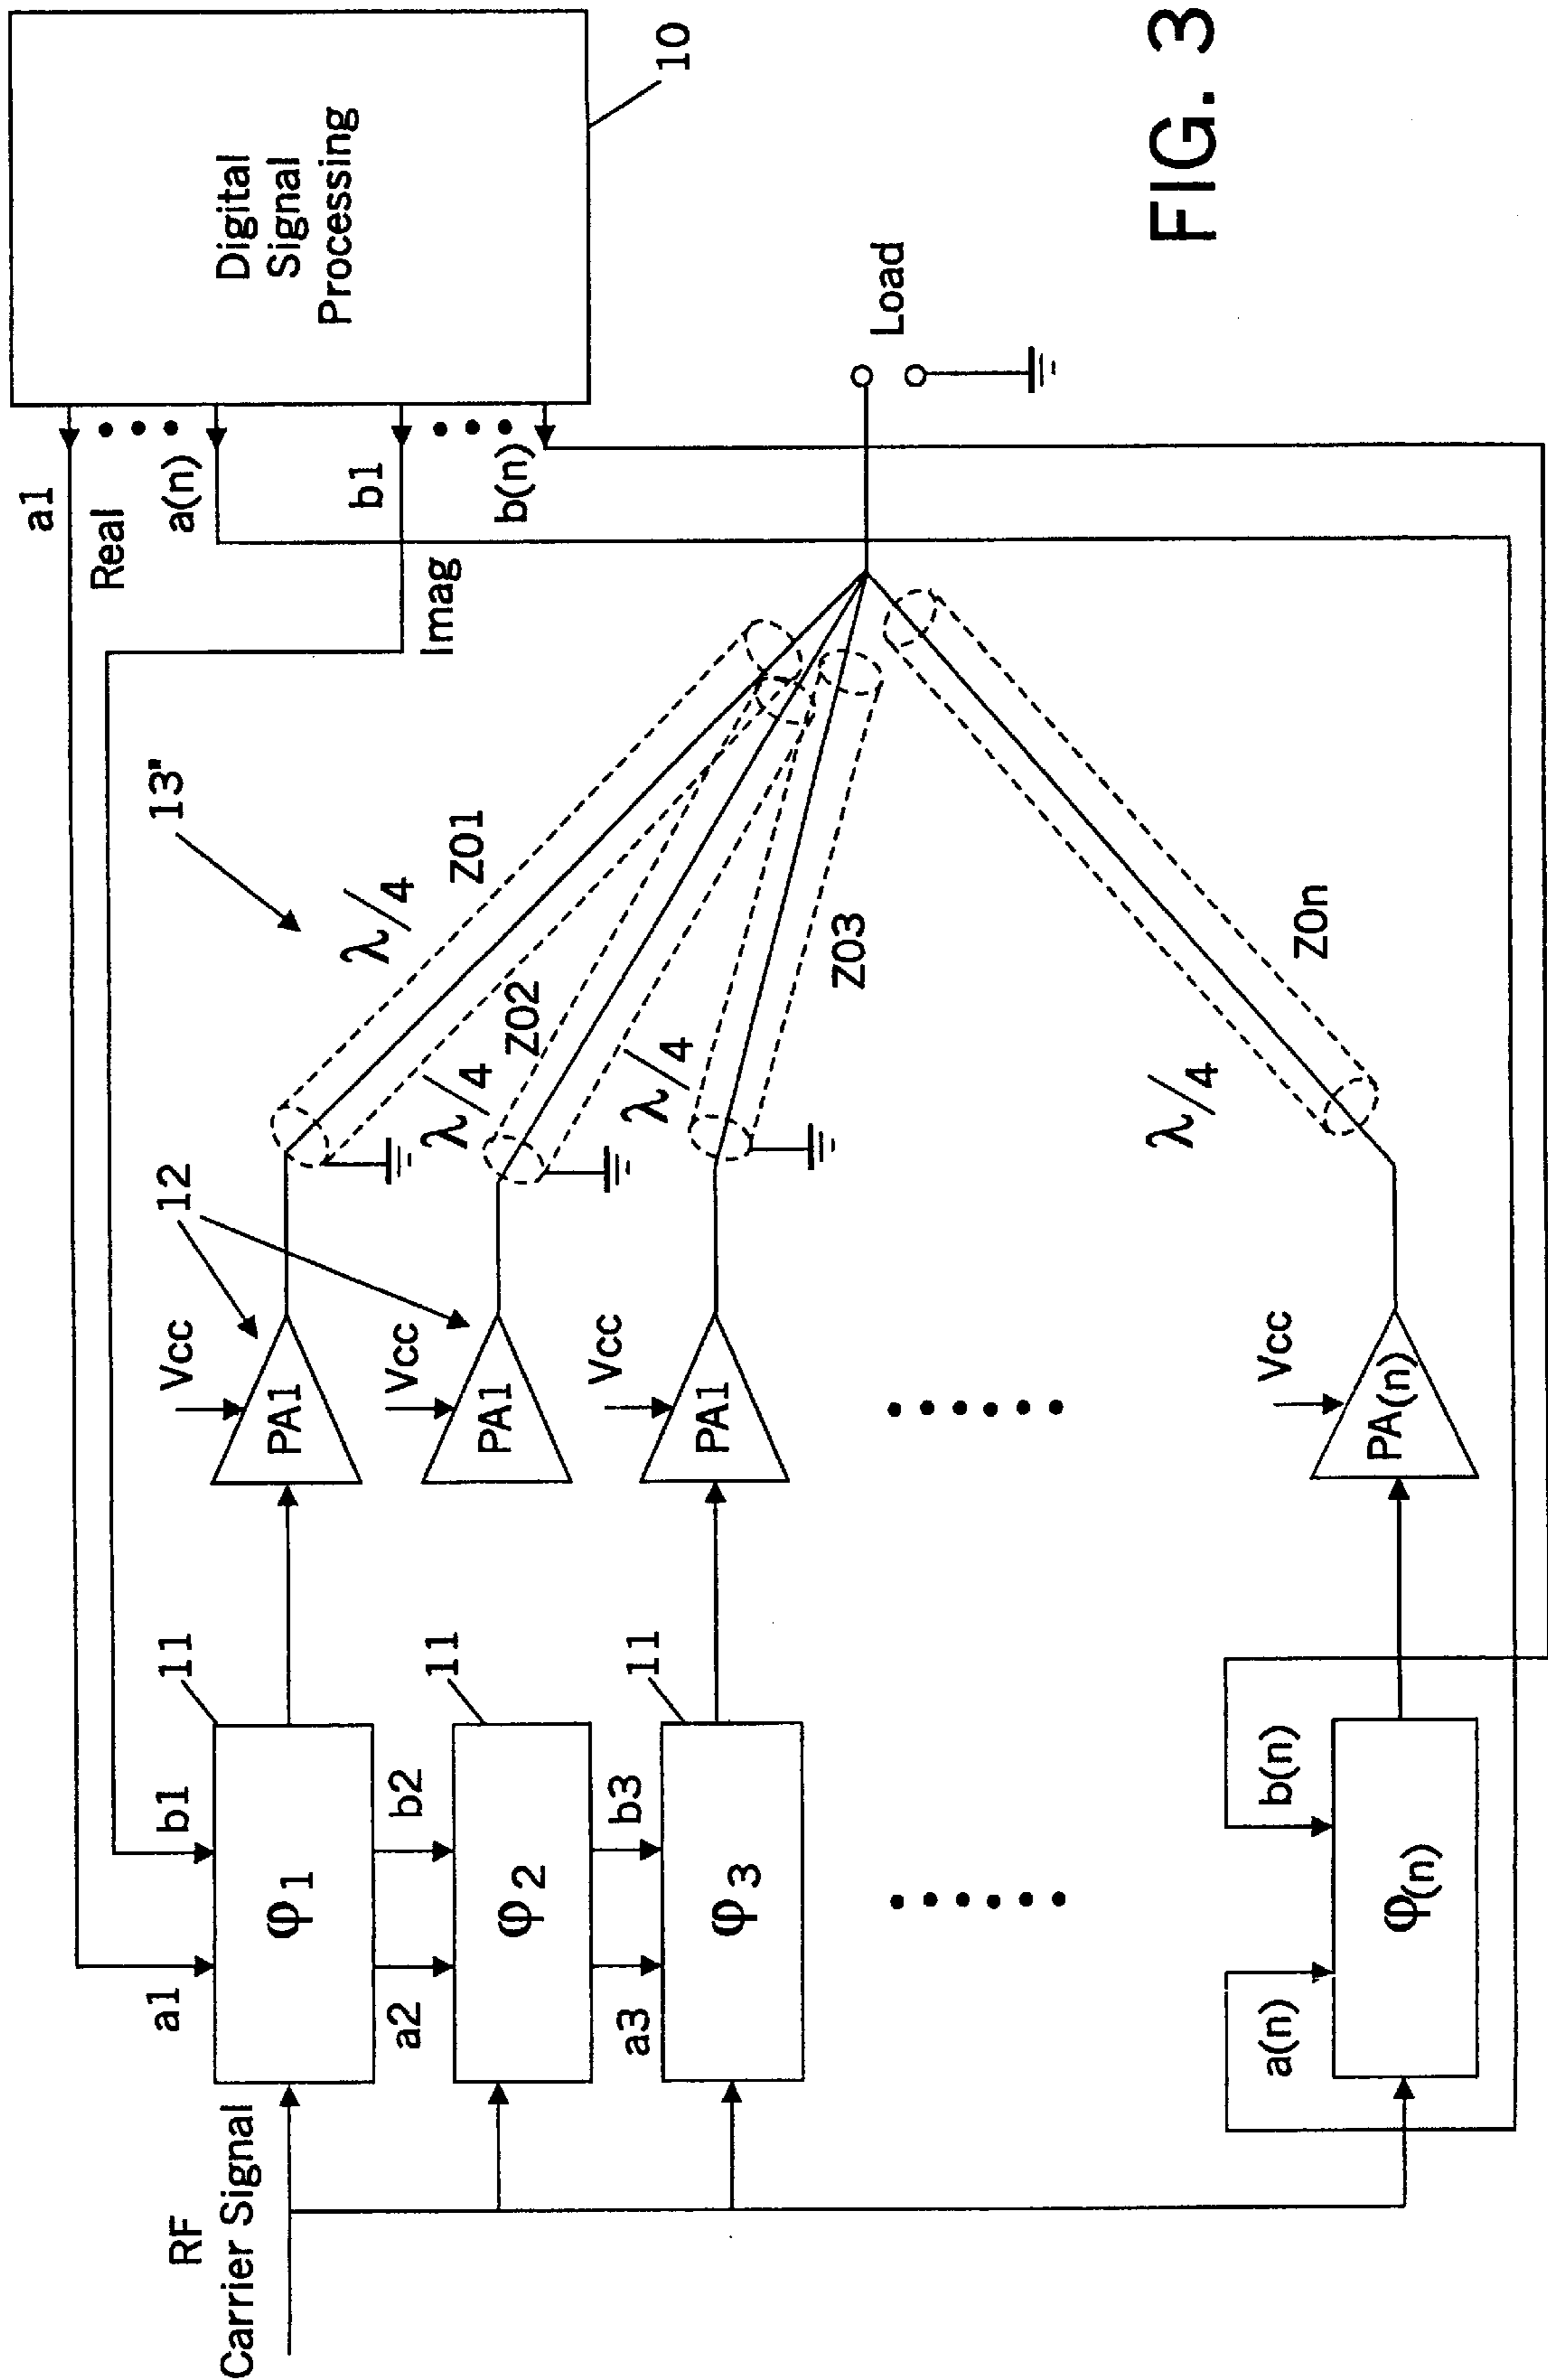 Digital
Signal
Processing
10
a1
Real
a(n)
b1
Imag
b(n)
13"
λ/4
Z01
λ/4
Z02
λ/4
Z03
λ/4
Z0n
Load
12
Vcc
PA1
Vcc
PA1
Vcc
PA1
Vcc
PA(n)
RF
Carrier Signal
a1
b1
11
φ1
a2
b2
11
φ2
a3
b3
11
φ3
a(n)
b(n)
φ(n)
FIG. 3